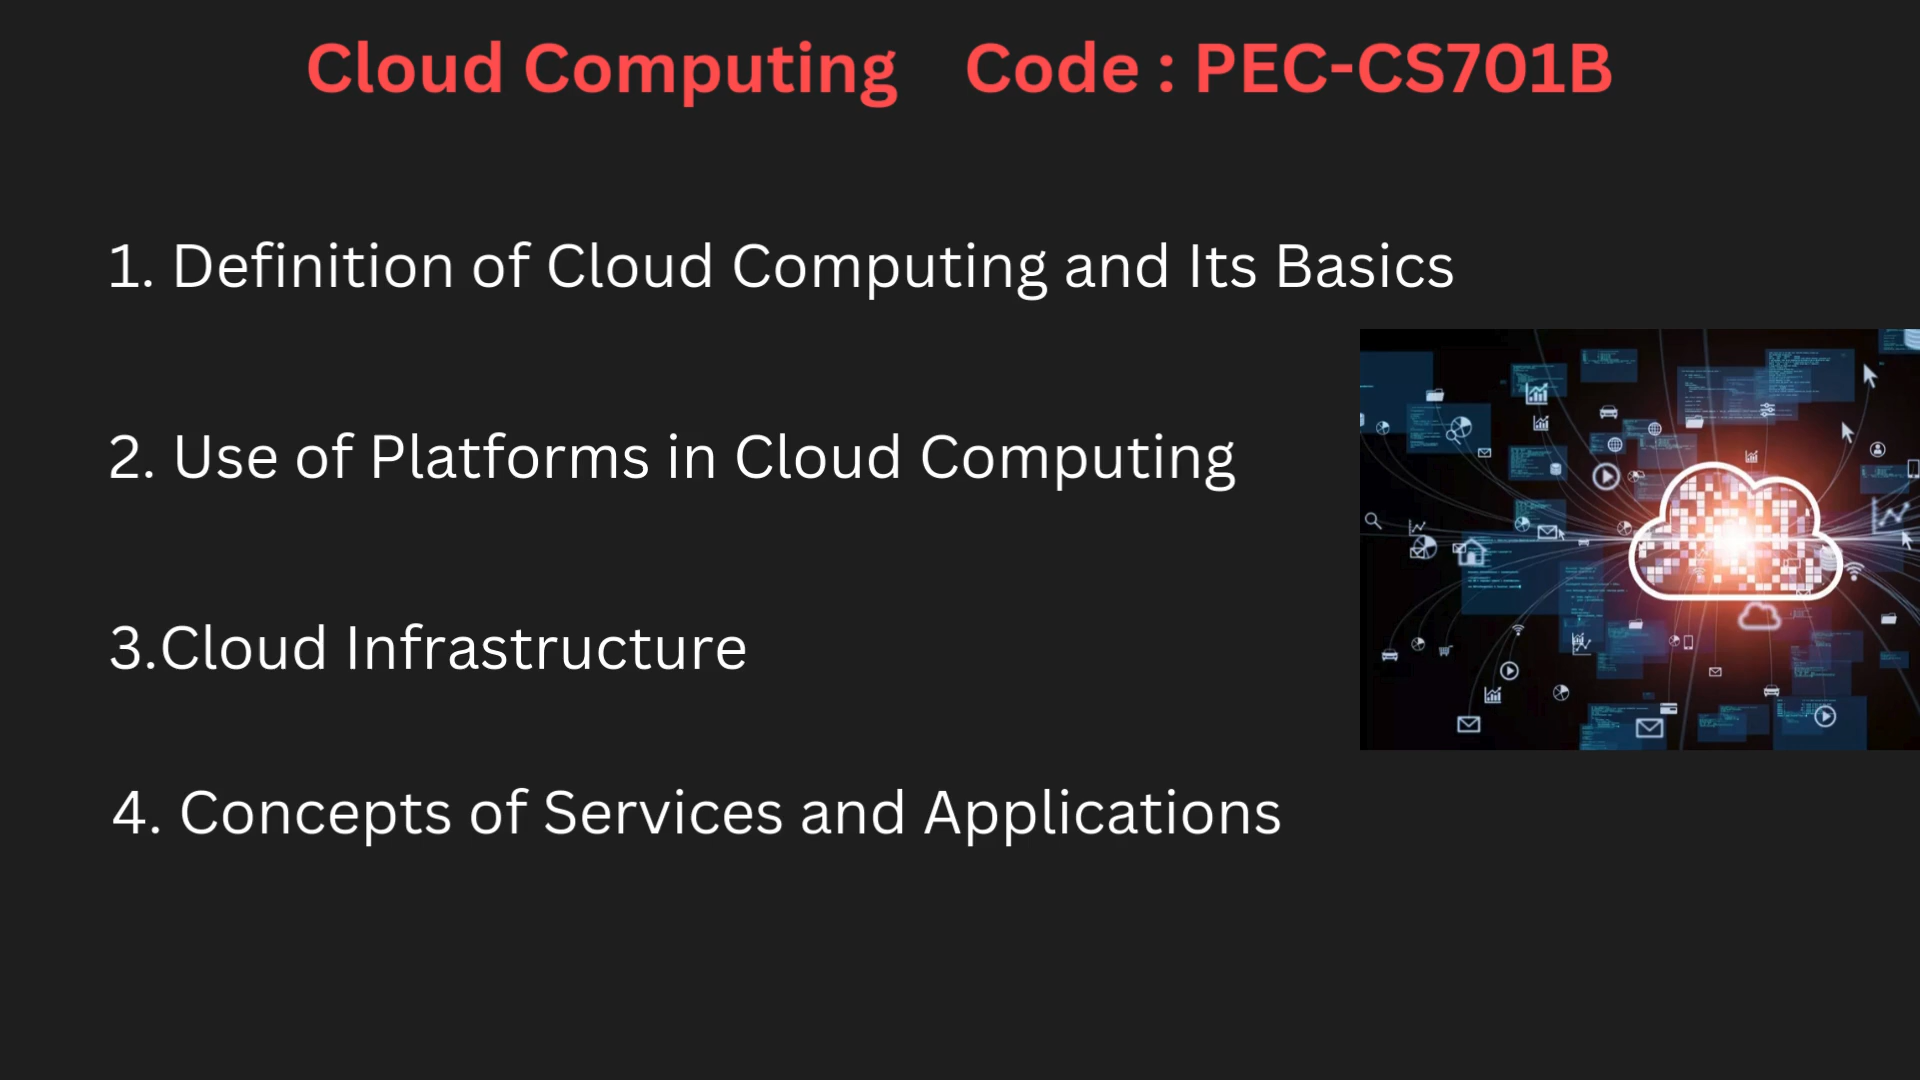 Cloud Computing Code : PEC-CS701B
1. Definition of Cloud Computing and Its Basics
2. Use of Platforms in Cloud Computing
3.Cloud Infrastructure
4. Concepts of Services and Applications